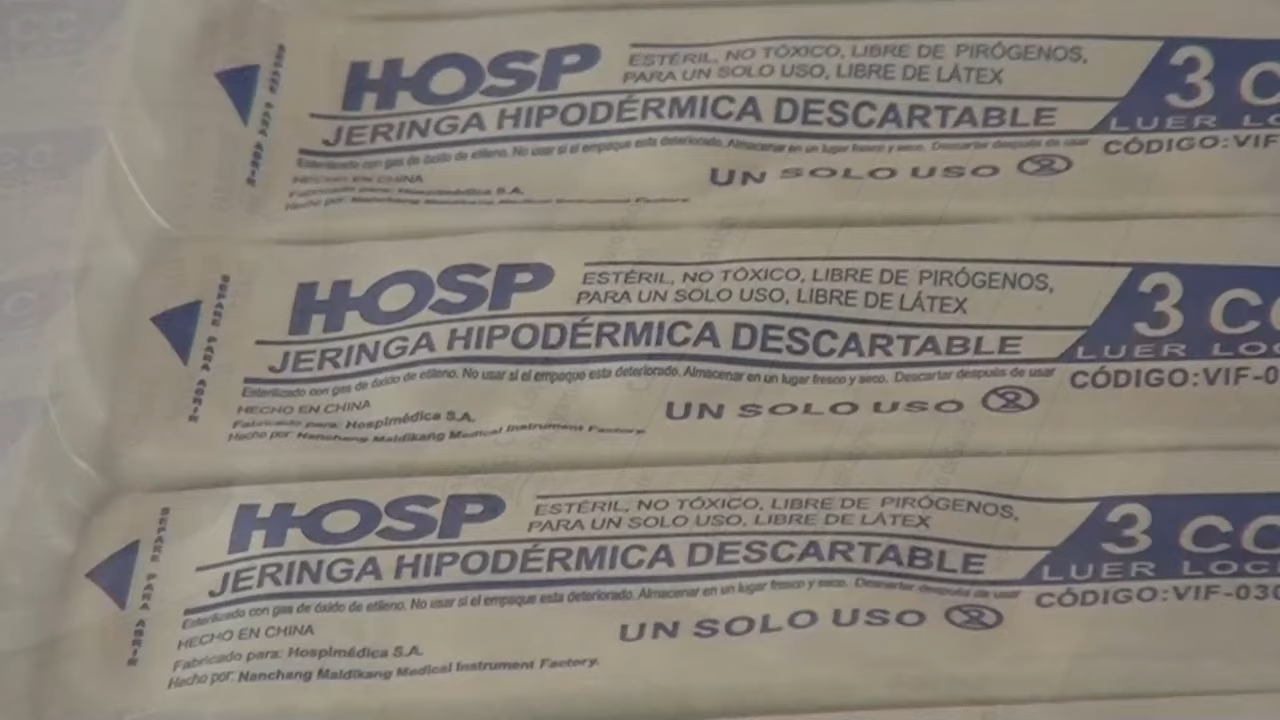 SEPARE PARA ABRIR
HOSP
ESTÉRIL, NO TÓXICO, LIBRE DE PIRÓGENOS,
PARA UN SOLO USO, LIBRE DE LÁTEX
3 C
JERINGA HIPODÉRMICA DESCARTABLE
LUER LO
Esterilizado con gas de óxido de etileno. No usar si el empaque esta deteriorado. Almacenar en un lugar fresco y seco. Descartar después de usar
CÓDIGO:VIF
HECHO EN CHINA
UN SOLO USO
Fabricado para: Hospimédica S.A.
Hecho por: Nanchang Maidikang Medical Instrument Factory.
SEPARE PARA ABRIR
HOSP
ESTÉRIL, NO TÓXICO, LIBRE DE PIRÓGENOS,
PARA UN SOLO USO, LIBRE DE LÁTEX
3 CC
JERINGA HIPODÉRMICA DESCARTABLE
LUER LOC
Esterilizado con gas de óxido de etileno. No usar si el empaque esta deteriorado. Almacenar en un lugar fresco y seco. Descartar después de usar
CÓDIGO:VIF-0
HECHO EN CHINA
UN SOLO USO
Fabricado para: Hospimédica S.A.
Hecho por: Nanchang Maidikang Medical Instrument Factory.
SEPARE PARA ABRIR
HOSP
ESTÉRIL, NO TÓXICO, LIBRE DE PIRÓGENOS,
PARA UN SOLO USO, LIBRE DE LÁTEX
3 CC
JERINGA HIPODÉRMICA DESCARTABLE
LUER LOC
Esterilizado con gas de óxido de etileno. No usar si el empaque esta deteriorado. Almacenar en un lugar fresco y seco. Descartar después de usar
CÓDIGO:VIF-030
HECHO EN CHINA
UN SOLO USO
Fabricado para: Hospimédica S.A.
Hecho por: Nanchang Maidikang Medical Instrument Factory.